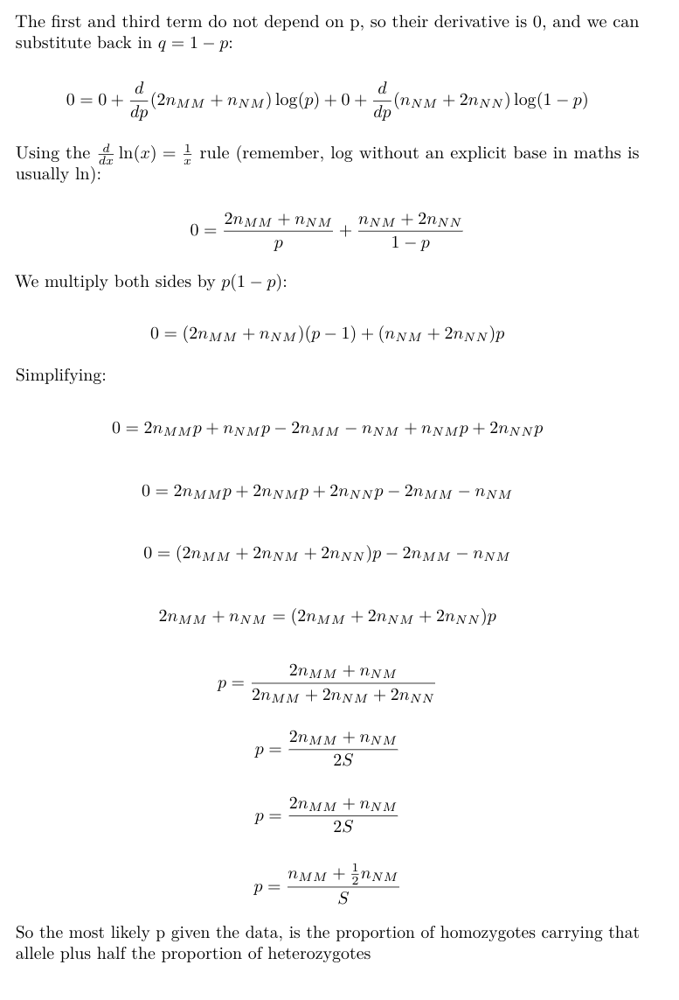 The first and third term do not depend on p, so their derivative is 0, and we can
substitute back in $q = 1 - p$:
$$0 = 0 + \frac{d}{dp}(2n_{MM} + n_{NM})\log(p) + 0 + \frac{d}{dp}(n_{NM} + 2n_{NN})\log(1 - p)$$
Using the $\frac{d}{dx}\ln(x) = \frac{1}{x}$ rule (remember, log without an explicit base in maths is
usually ln):
$$0 = \frac{2n_{MM} + n_{NM}}{p} + \frac{n_{NM} + 2n_{NN}}{1 - p}$$
We multiply both sides by $p(1 - p)$:
$$0 = (2n_{MM} + n_{NM})(p - 1) + (n_{NM} + 2n_{NN})p$$
Simplifying:
$$0 = 2n_{MM}p + n_{NM}p - 2n_{MM} - n_{NM} + n_{NM}p + 2n_{NN}p$$
$$0 = 2n_{MM}p + 2n_{NM}p + 2n_{NN}p - 2n_{MM} - n_{NM}$$
$$0 = (2n_{MM} + 2n_{NM} + 2n_{NN})p - 2n_{MM} - n_{NM}$$
$$2n_{MM} + n_{NM} = (2n_{MM} + 2n_{NM} + 2n_{NN})p$$
$$p = \frac{2n_{MM} + n_{NM}}{2n_{MM} + 2n_{NM} + 2n_{NN}}$$
$$p = \frac{2n_{MM} + n_{NM}}{2S}$$
$$p = \frac{2n_{MM} + n_{NM}}{2S}$$
$$p = \frac{n_{MM} + \frac{1}{2}n_{NM}}{S}$$
So the most likely p given the data, is the proportion of homozygotes carrying that
allele plus half the proportion of heterozygotes